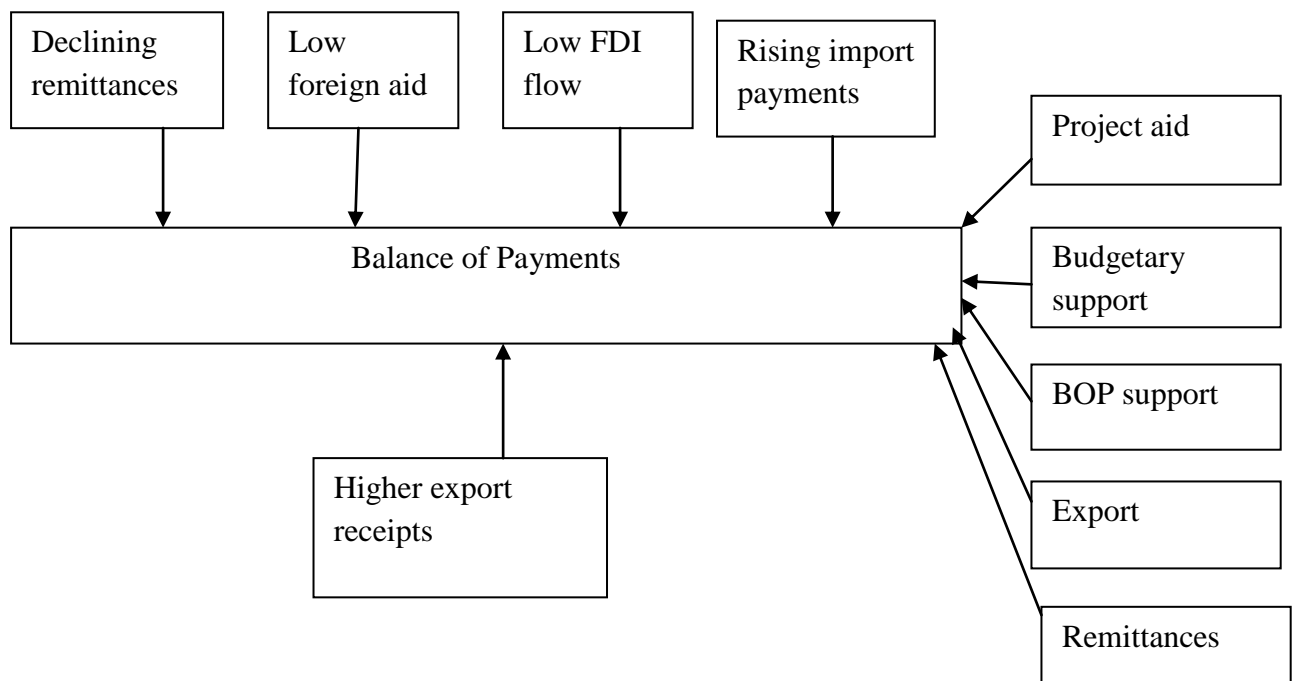 Declining
remittances
Low
foreign aid
Low FDI
flow
Rising import
payments
Project aid
Balance of Payments
Budgetary
support
BOP support
Higher export
receipts
Export
Remittances